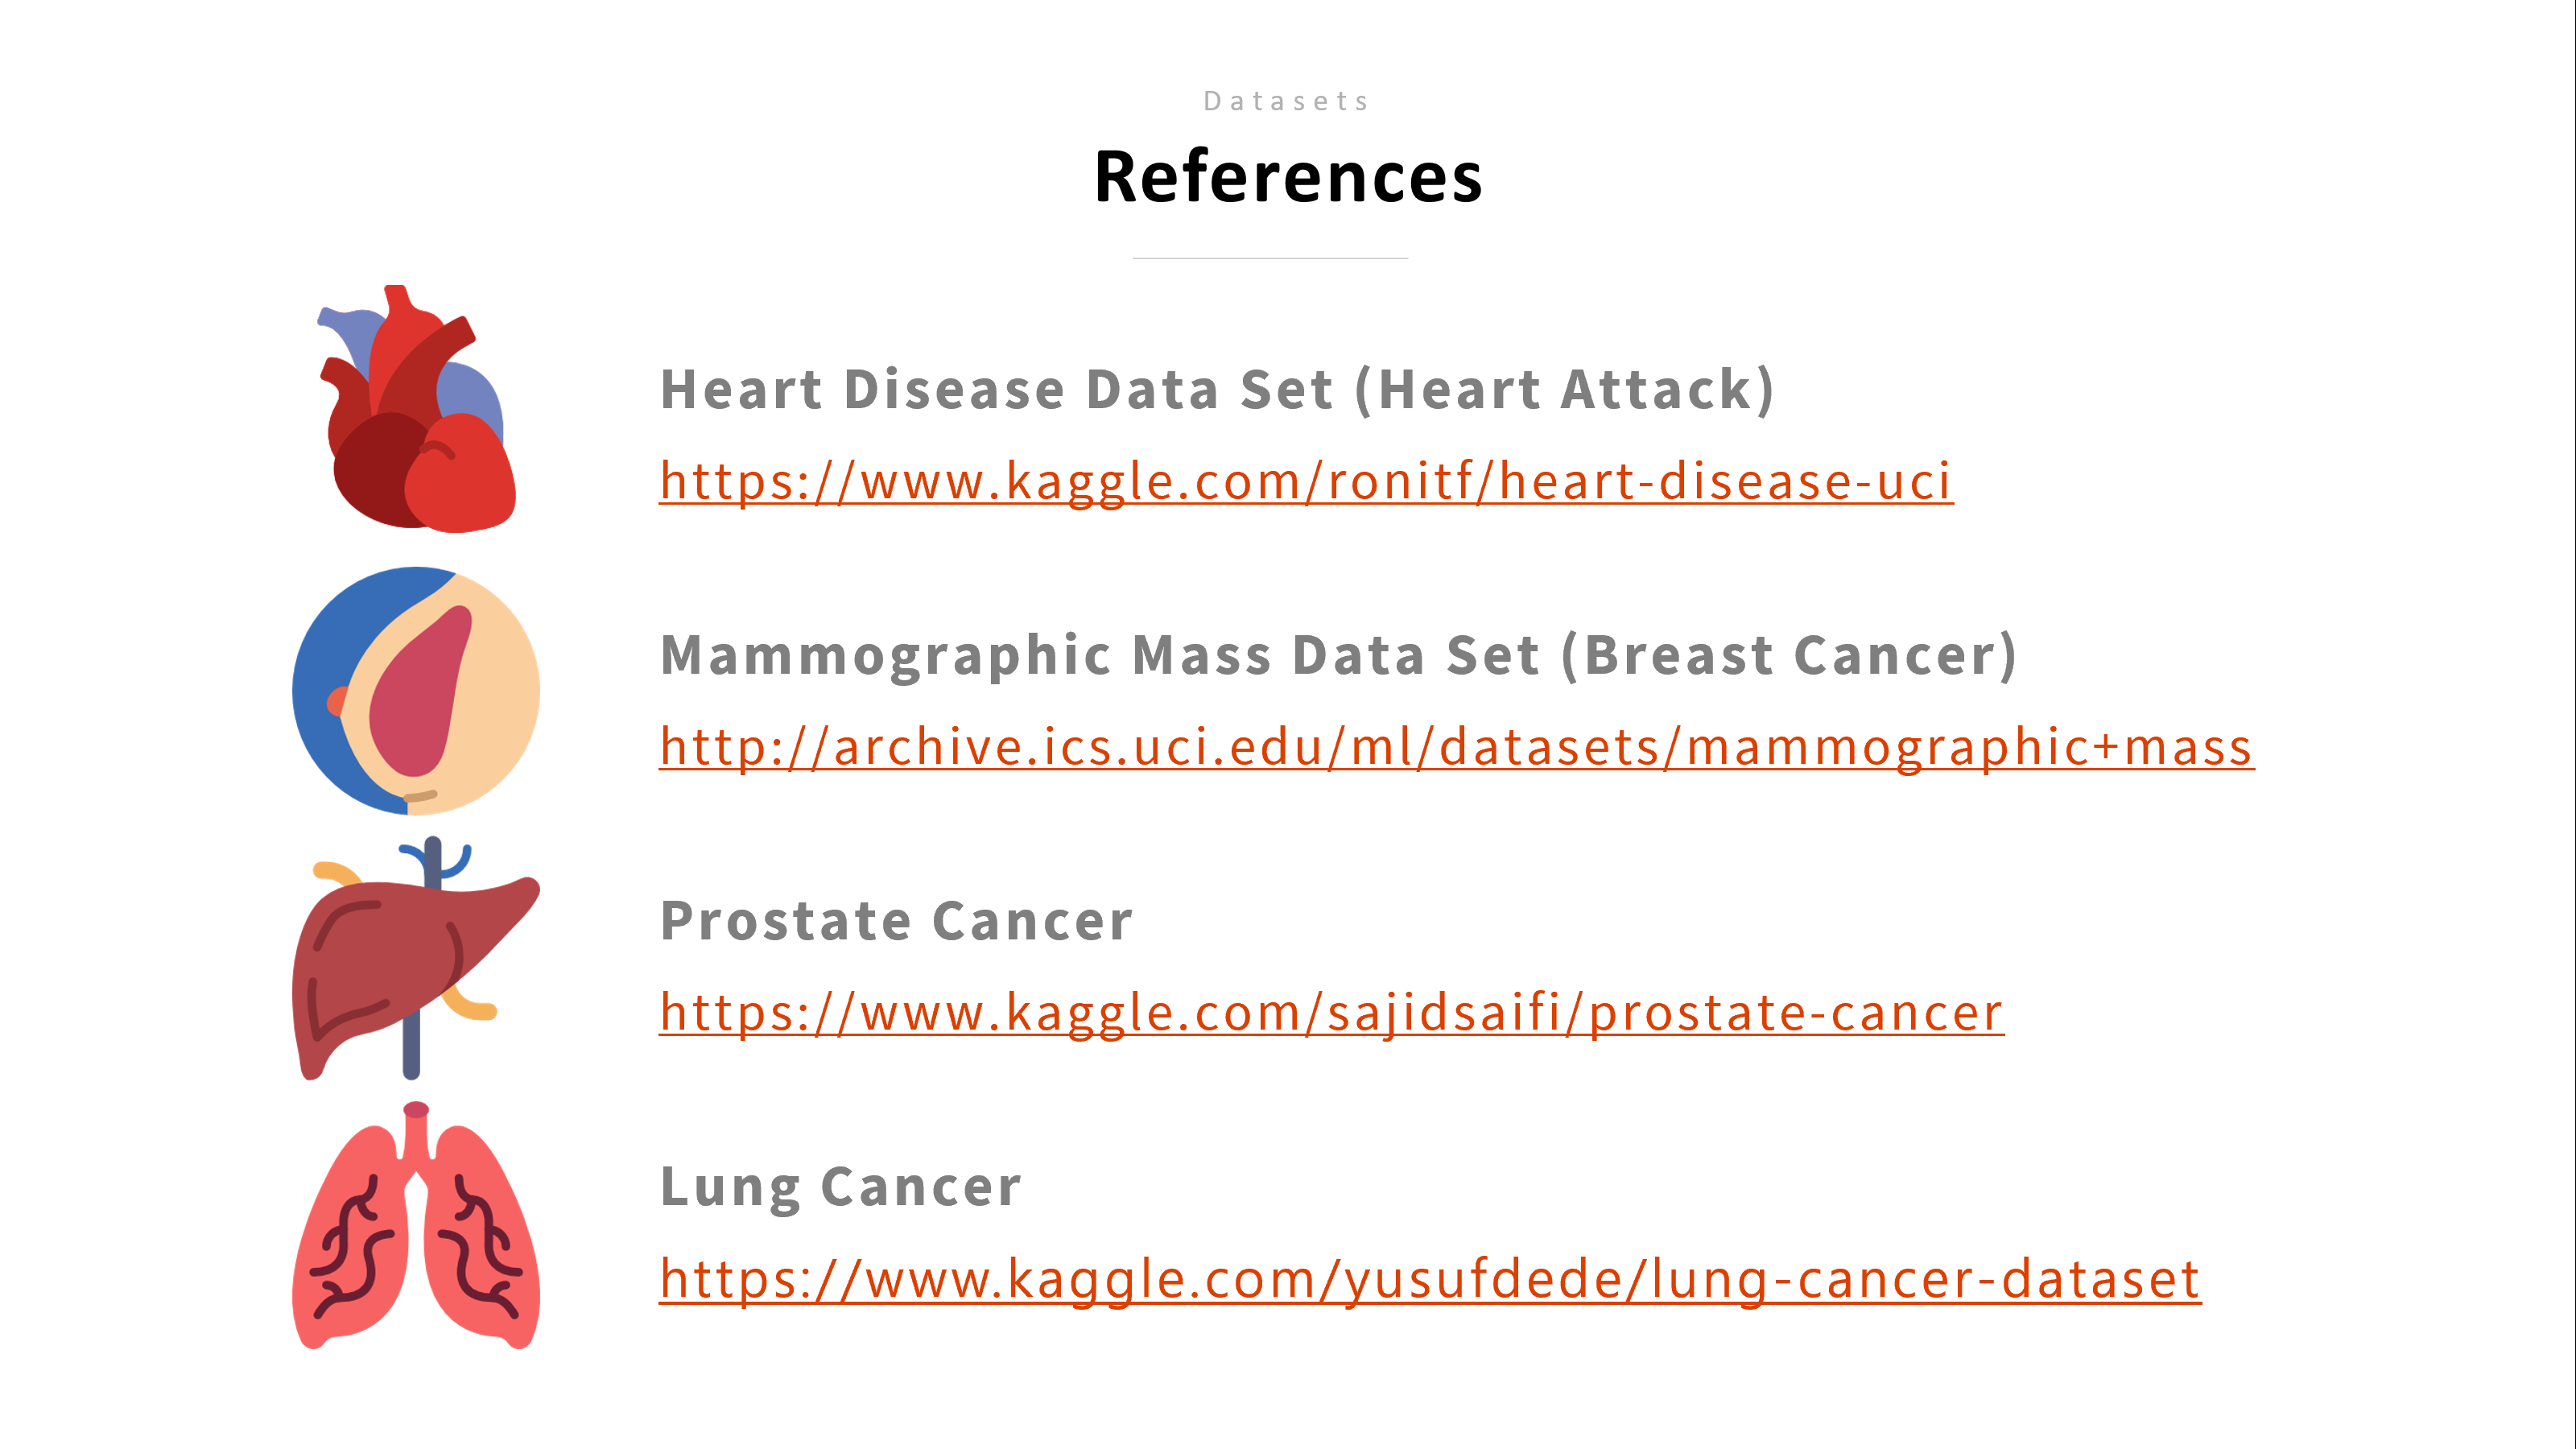 Datasets
References
Heart Disease Data Set (Heart Attack)
https://www.kaggle.com/ronitf/heart-disease-uci
Mammographic Mass Data Set (Breast Cancer)
http://archive.ics.uci.edu/ml/datasets/mammographic+mass
Prostate Cancer
https://www.kaggle.com/sajidsaifi/prostate-cancer
Lung Cancer
https://www.kaggle.com/yusufdede/lung-cancer-dataset